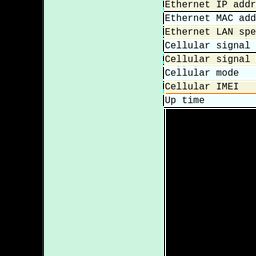 Ethernet IP addr
Ethernet MAC add
Ethernet LAN spe
Cellular signal
Cellular signal
Cellular mode
Cellular IMEI
Up time